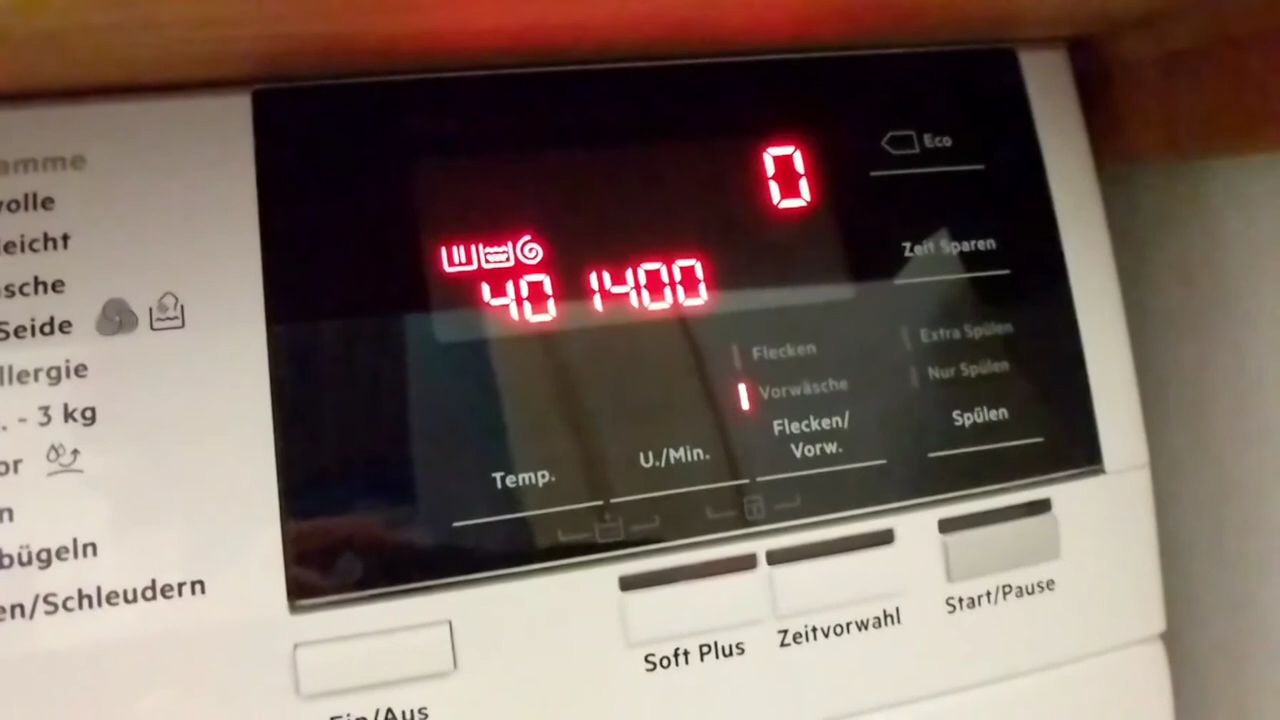 amme
volle
leicht
sche
Seide
llergie
. - 3 kg
or
n
bügeln
en/Schleudern
0
Eco
Zeit Sparen
40 1400
Flecken
Vorwäsche
Flecken/
Vorw.
Extra Spülen
Nur Spülen
Spülen
Temp.
U./Min.
Soft Plus
Zeitvorwahl
Start/Pause
Ein/Aus